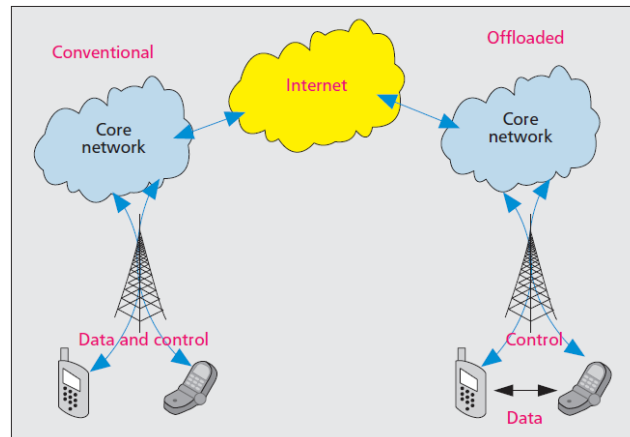 Conventional
Offloaded
Internet
Core
network
Core
network
Data and control
Control
Data